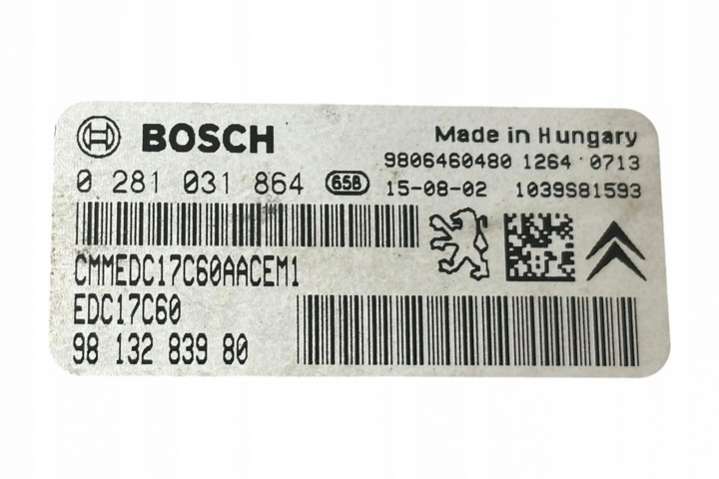 BOSCH
Made in Hungary
9806460480 1264 0713
0 281 031 864 65B 15-08-02 1039S81593
CMMEDC17C60AACEM1
EDC17C60
98 132 839 80